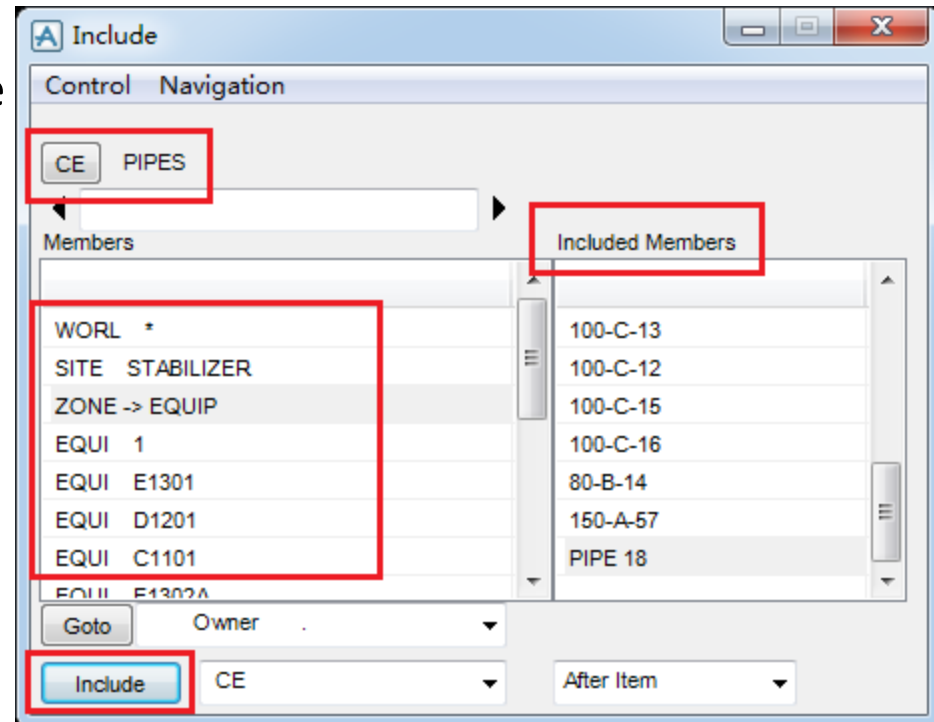 Include
Control Navigation
CE PIPES
Members
Included Members
WORL *
SITE STABILIZER
ZONE -> EQUIP
EQUI 1
EQUI E1301
EQUI D1201
EQUI C1101
EQUI E1302A
100-C-13
100-C-12
100-C-15
100-C-16
80-B-14
150-A-57
PIPE 18
Goto Owner .
Include CE After Item